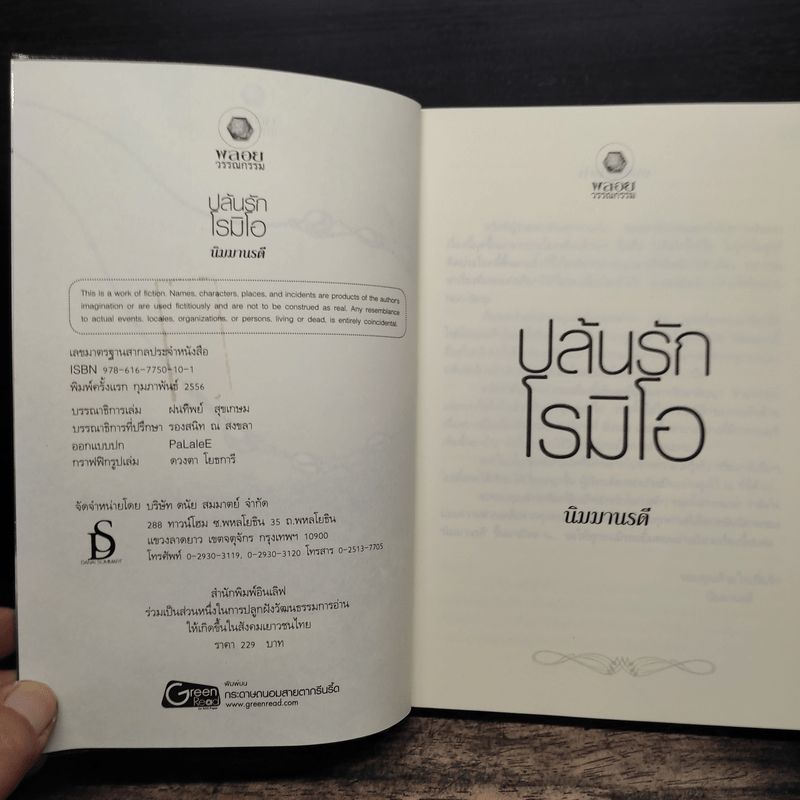 พลอย
วรรณกรรม
ปล้นรัก
โรมิโอ
นิมมานรดี
This is a work of fiction. Names, characters, places, and incidents are products of the authors
imagination or are used fictitiously and are not to be construed as real. Any resemblance
to actual events, locales, organizations, or persons, living or dead, is entirely coincidental.
เลขมาตรฐานสากลประจำหนังสือ
ISBN 978-616-7750-10-1
พิมพ์ครั้งแรก กุมภาพันธ์ 2556
บรรณาธิการเล่ม ฝนทิพย์ สุขเกษม
บรรณาธิการที่ปรึกษา รองสนิท ณ สงขลา
ออกแบบปก PaLaleE
กราฟฟิกรูปเล่ม ดวงตา โยธการี
จัดจำหน่ายโดย บริษัท ดนัย สมมาตย์ จำกัด
288 ทาวน์โฮม ซ.พหลโยธิน 35 ถ.พหลโยธิน
แขวงลาดยาว เขตจตุจักร กรุงเทพฯ 10900
โทรศัพท์ 0-2930-3119, 0-2930-3120 โทรสาร 0-2513-7705
DS
DANAI SOMMART
สำนักพิมพ์อินเลิฟ
ร่วมเป็นส่วนหนึ่งในการปลูกฝังวัฒนธรรมการอ่าน
ให้เกิดขึ้นในสังคมเยาวชนไทย
ราคา 229 บาท
Green
Read
พิมพ์บน
กระดาษถนอมสายตากรีนรี้ด
www.greenread.com
พลอย
วรรณกรรม
ปล้นรัก
โรมิโอ
นิมมานรดี